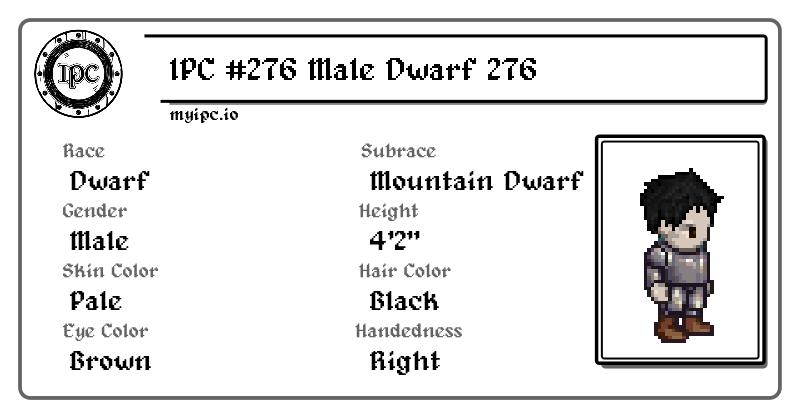 IPC
IPC #276 Male Dwarf 276
myipc.io
Race
Dwarf
Subrace
Mountain Dwarf
Gender
Male
Height
4'2"
Skin Color
Pale
Hair Color
Black
Eye Color
Brown
Handedness
Right